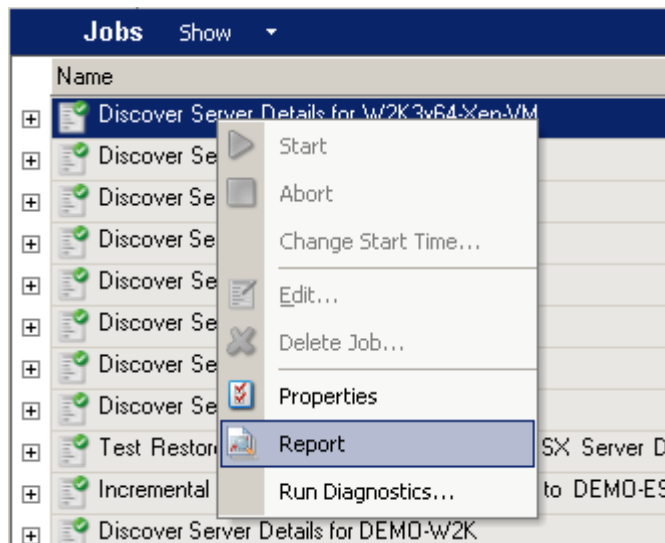 Jobs Show
Name
Discover Server Details for W2K3x64-Xen-VM
Start
Discover Se
Abort
Discover Se
Change Start Time...
Discover Se
Edit...
Discover Se
Delete Job...
Discover Se
Discover Se
Properties
Discover Se
Report
Test Restor SX Server D
Run Diagnostics...
Incremental to DEMO-ES
Discover Server Details for DEMO-W2K